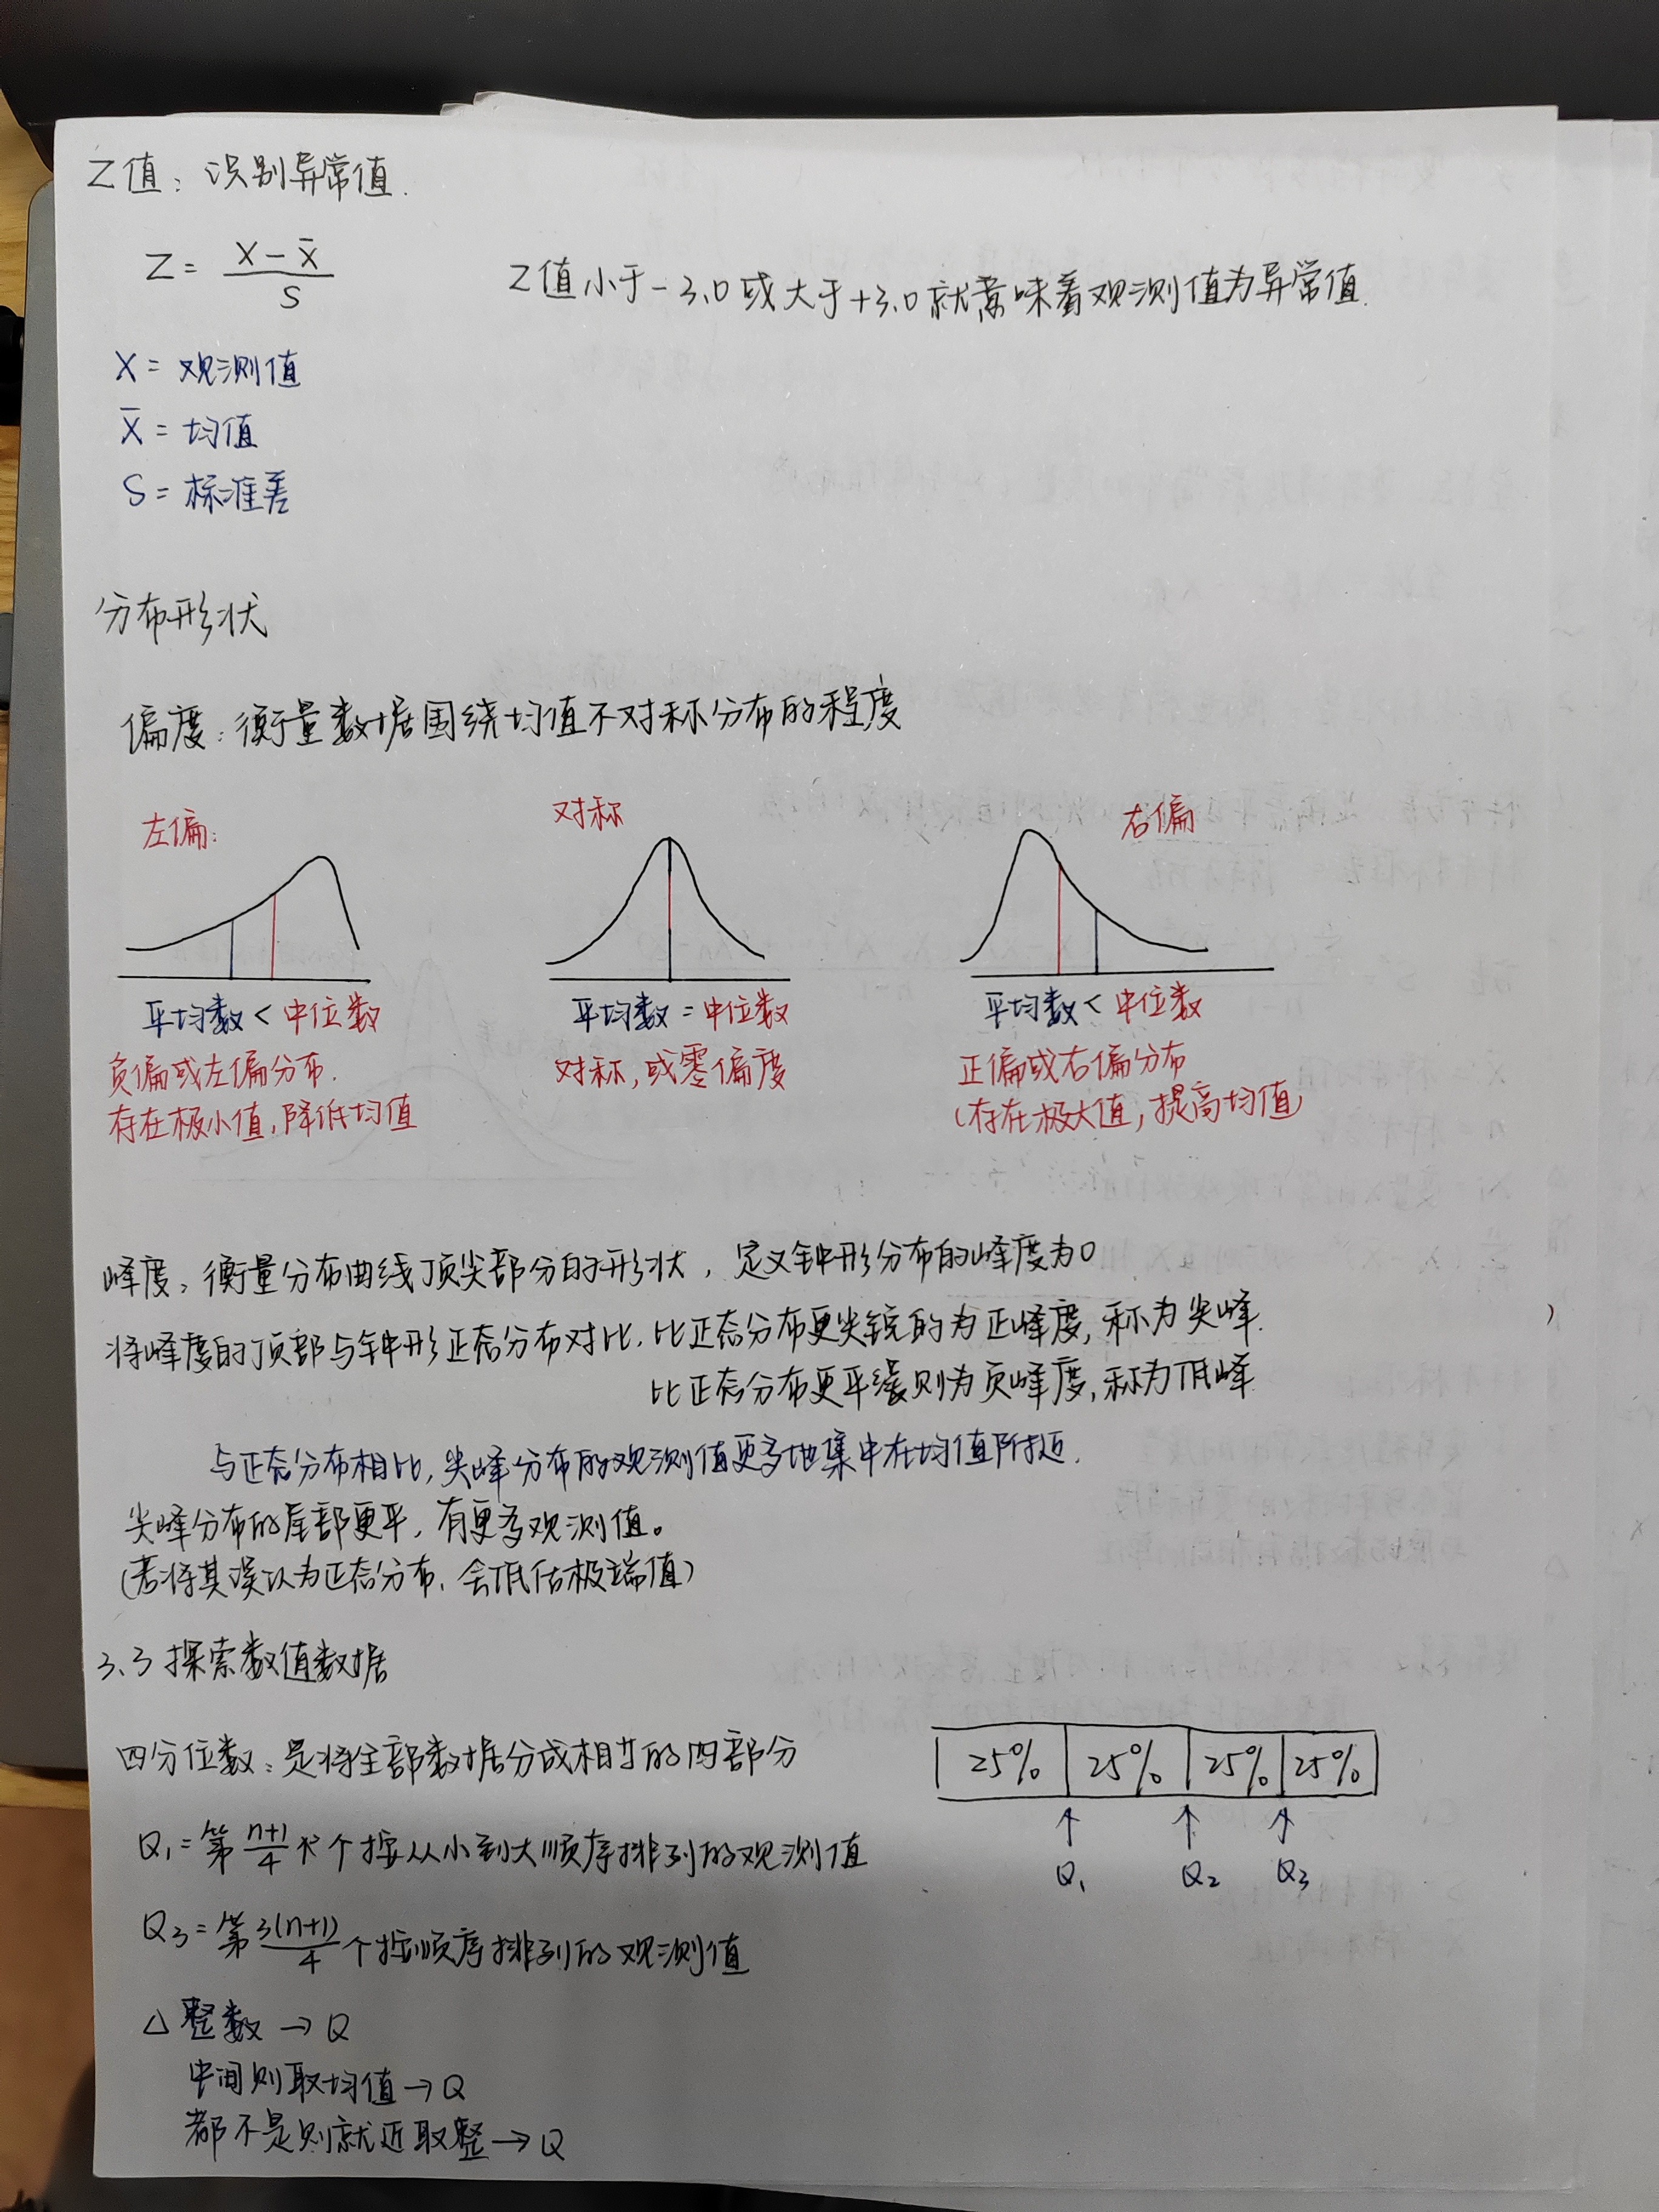 Z值：识别异常值.
Z = (X - X̄) / S
Z值小于-3.0或大于+3.0就意味着观测值为异常值.
X = 观测值
X̄ = 均值
S = 标准差
分布形状
偏度：衡量数据围绕均值不对称分布的程度
左偏： 对称 右偏
平均数 < 中位数 平均数 = 中位数 平均数 < 中位数
负偏或左偏分布. 对称,或零偏度 正偏或右偏分布
存在极小值,降低均值 (存在极大值,提高均值)
峰度：衡量分布曲线顶尖部分的形状，定义钟形分布的峰度为0
将峰度的顶部与钟形正态分布对比,比正态分布更尖锐的为正峰度,称为尖峰.
比正态分布更平缓则为负峰度,称为低峰
与正态分布相比,尖峰分布的观测值更多地集中在均值附近.
尖峰分布的尾部更平,有更多观测值。
(若将其误以为正态分布,会低估极端值)
3.3 探索数值数据
四分位数：是将全部数据分成相等的四部分
25% 25% 25% 25%
Q₁ Q₂ Q₃
Q₁ = 第 (n+1)/4 个按从小到大顺序排列的观测值
Q₃ = 第 3(n+1)/4 个按顺序排列的观测值
△ 整数 → Q
中间则取均值 → Q
都不是则就近取整 → Q